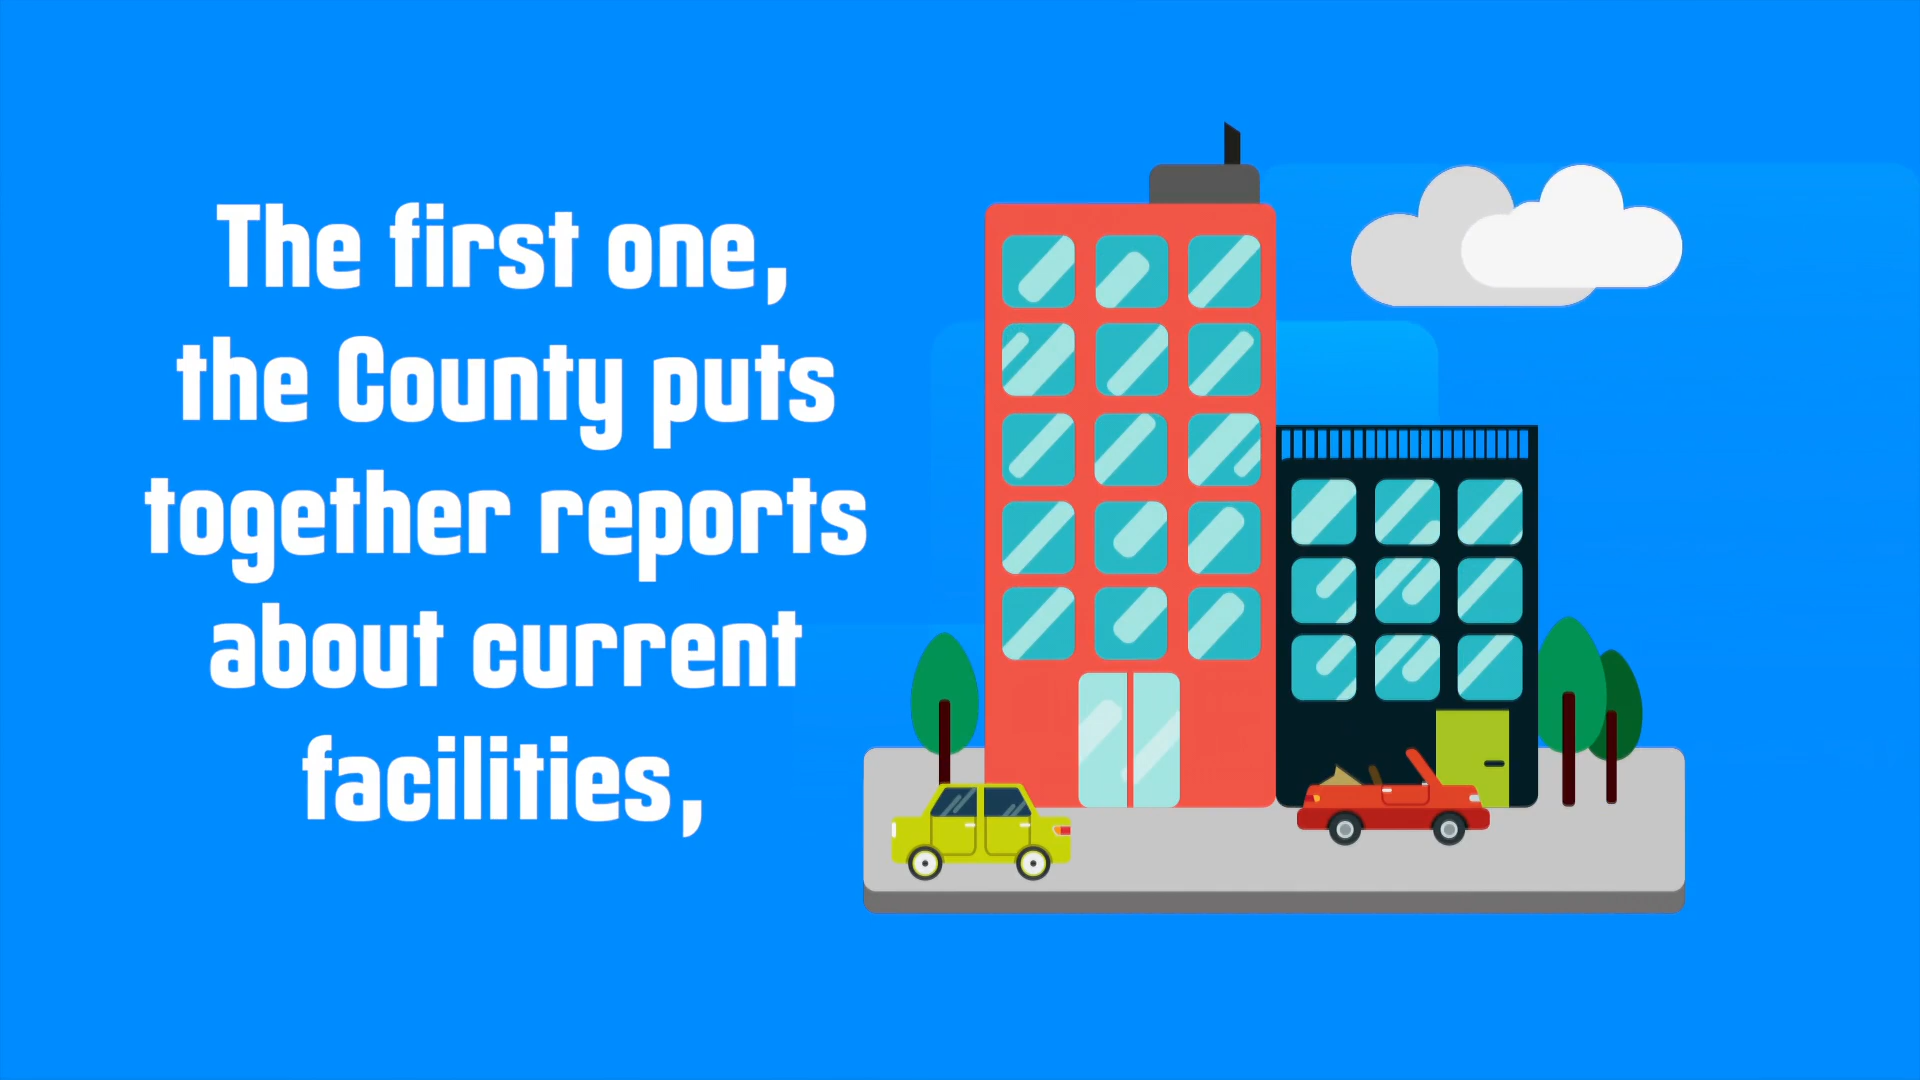 The first one,
the County puts
together reports
about current
facilities,